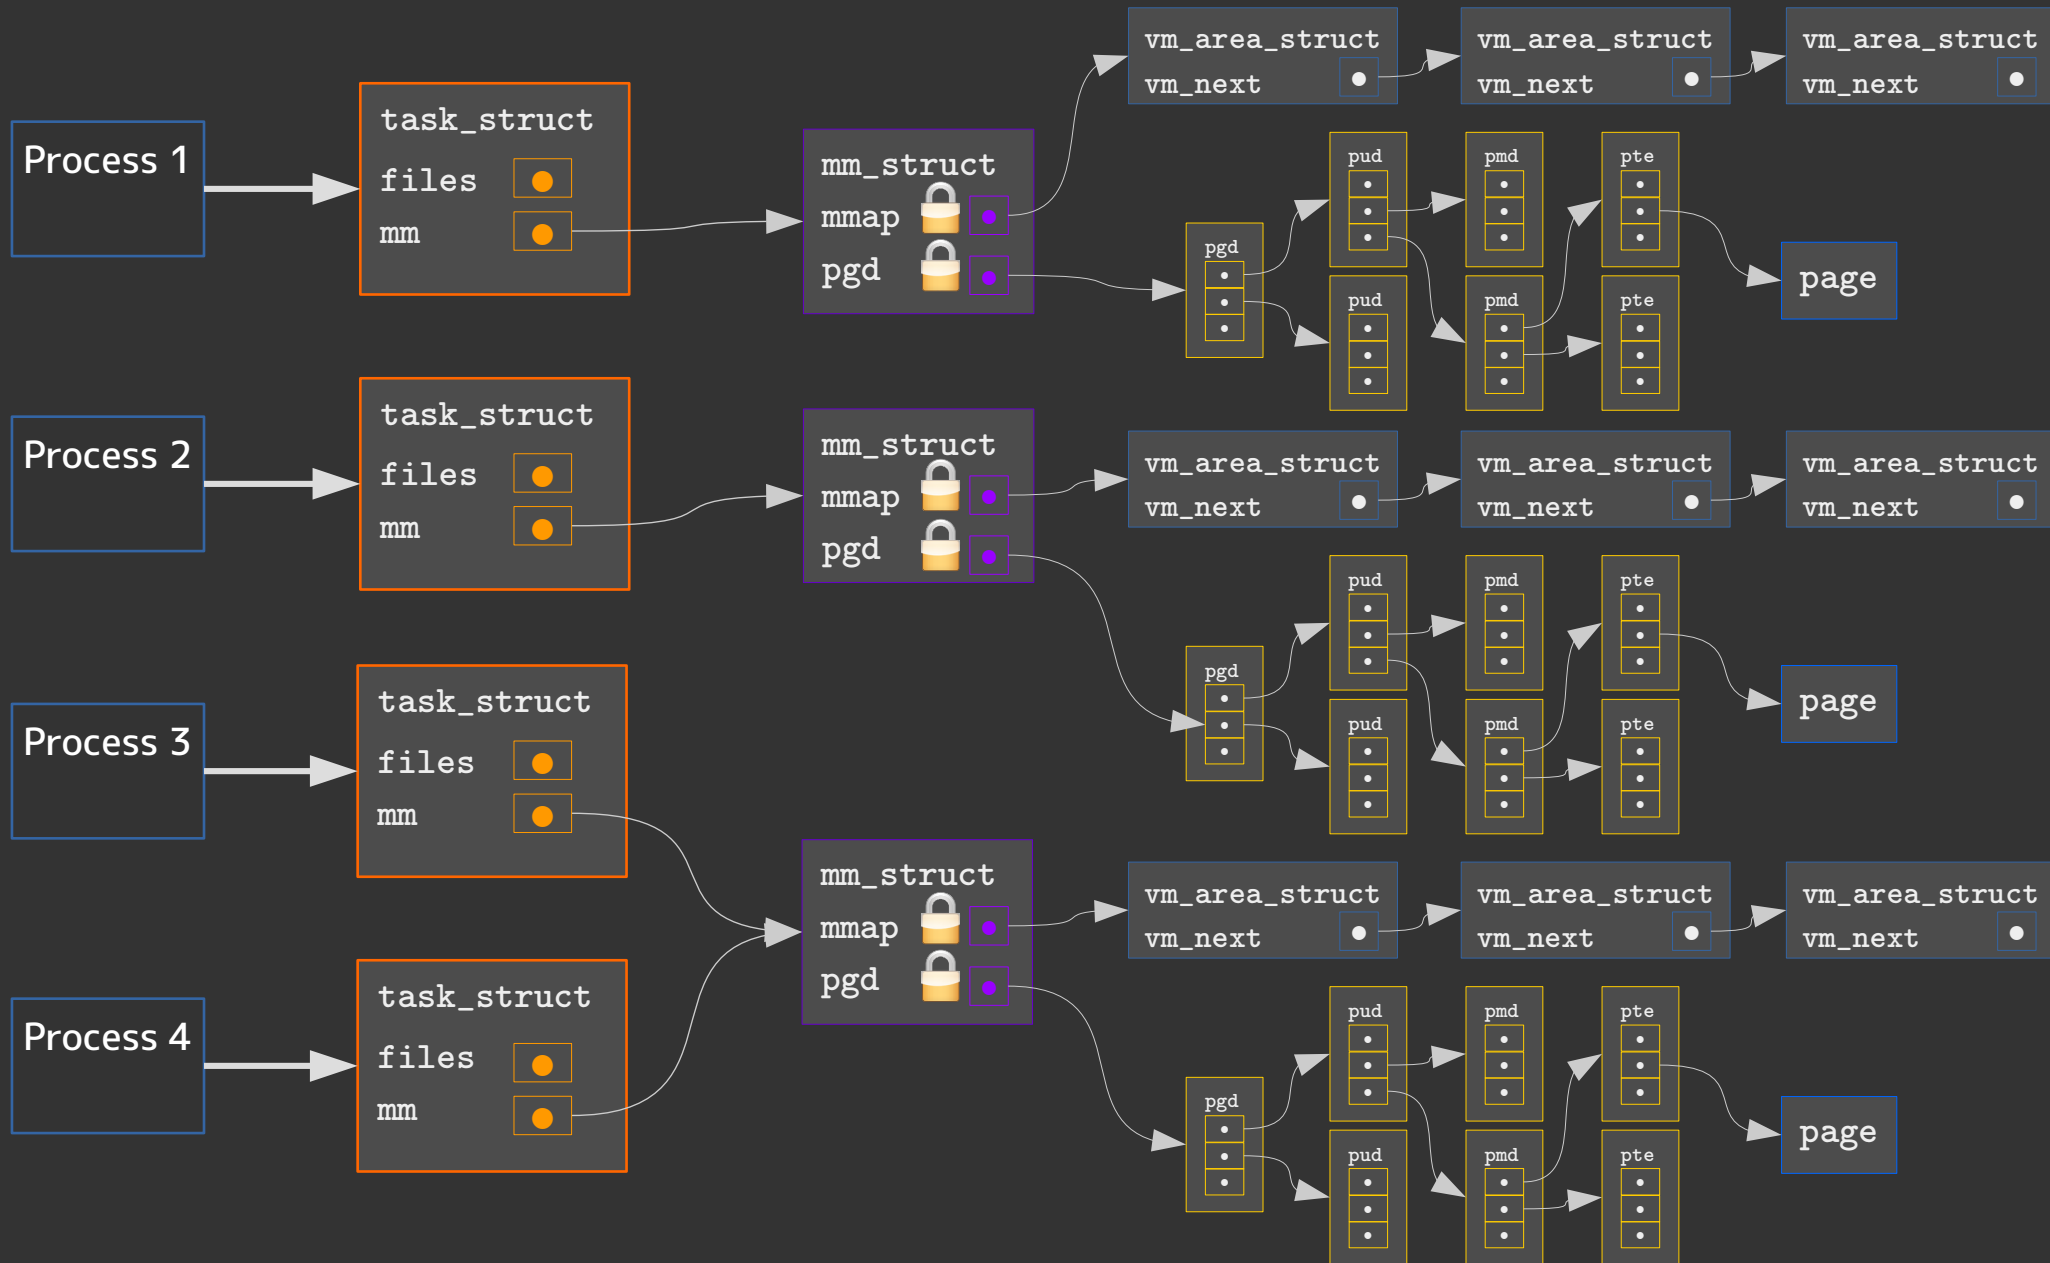 Process 1
task_struct
files
mm
mm_struct
mmap
pgd
vm_area_struct
vm_next
vm_area_struct
vm_next
vm_area_struct
vm_next
pgd
pud
pmd
pte
pud
pmd
pte
page
Process 2
task_struct
files
mm
mm_struct
mmap
pgd
vm_area_struct
vm_next
vm_area_struct
vm_next
vm_area_struct
vm_next
pgd
pud
pmd
pte
pud
pmd
pte
page
Process 3
task_struct
files
mm
Process 4
task_struct
files
mm
mm_struct
mmap
pgd
vm_area_struct
vm_next
vm_area_struct
vm_next
vm_area_struct
vm_next
pgd
pud
pmd
pte
pud
pmd
pte
page